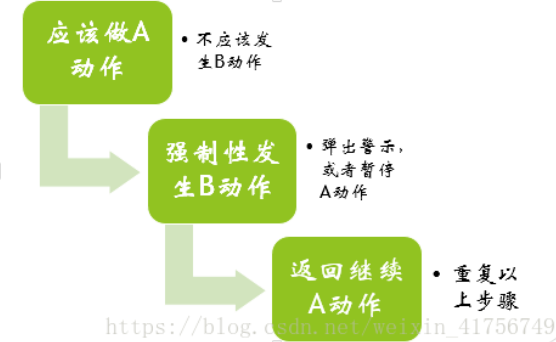 应该做A
动作
• 不应该发
生B动作
强制性发
生B动作
• 弹出警示，
或者暂停
A动作
返回继续
A动作
• 重复以
上步骤
https://blog.csdn.net/weixin_41756749